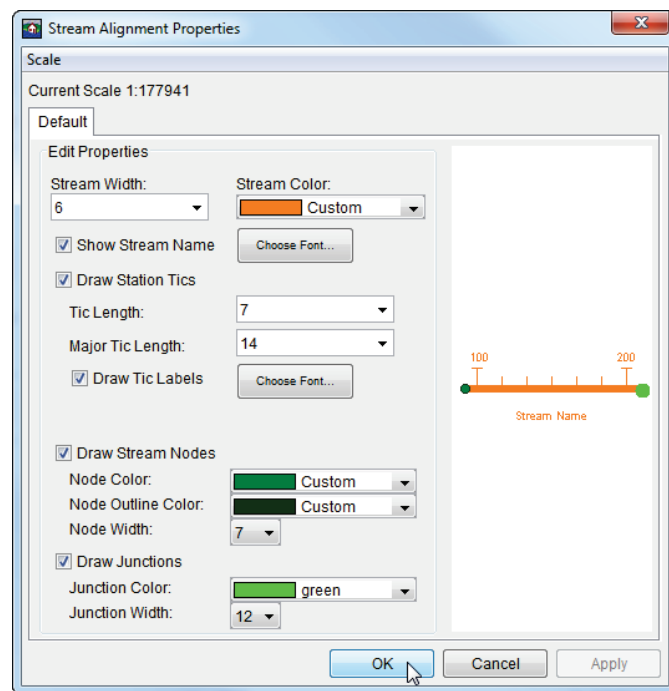 Stream Alignment Properties
Scale
Current Scale 1:177941
Default
Edit Properties
Stream Width: Stream Color:
6 Custom
Show Stream Name Choose Font...
Draw Station Tics
Tic Length: 7
Major Tic Length: 14
Draw Tic Labels Choose Font...
100 200
Stream Name
Draw Stream Nodes
Node Color: Custom
Node Outline Color: Custom
Node Width: 7
Draw Junctions
Junction Color: green
Junction Width: 12
OK Cancel Apply